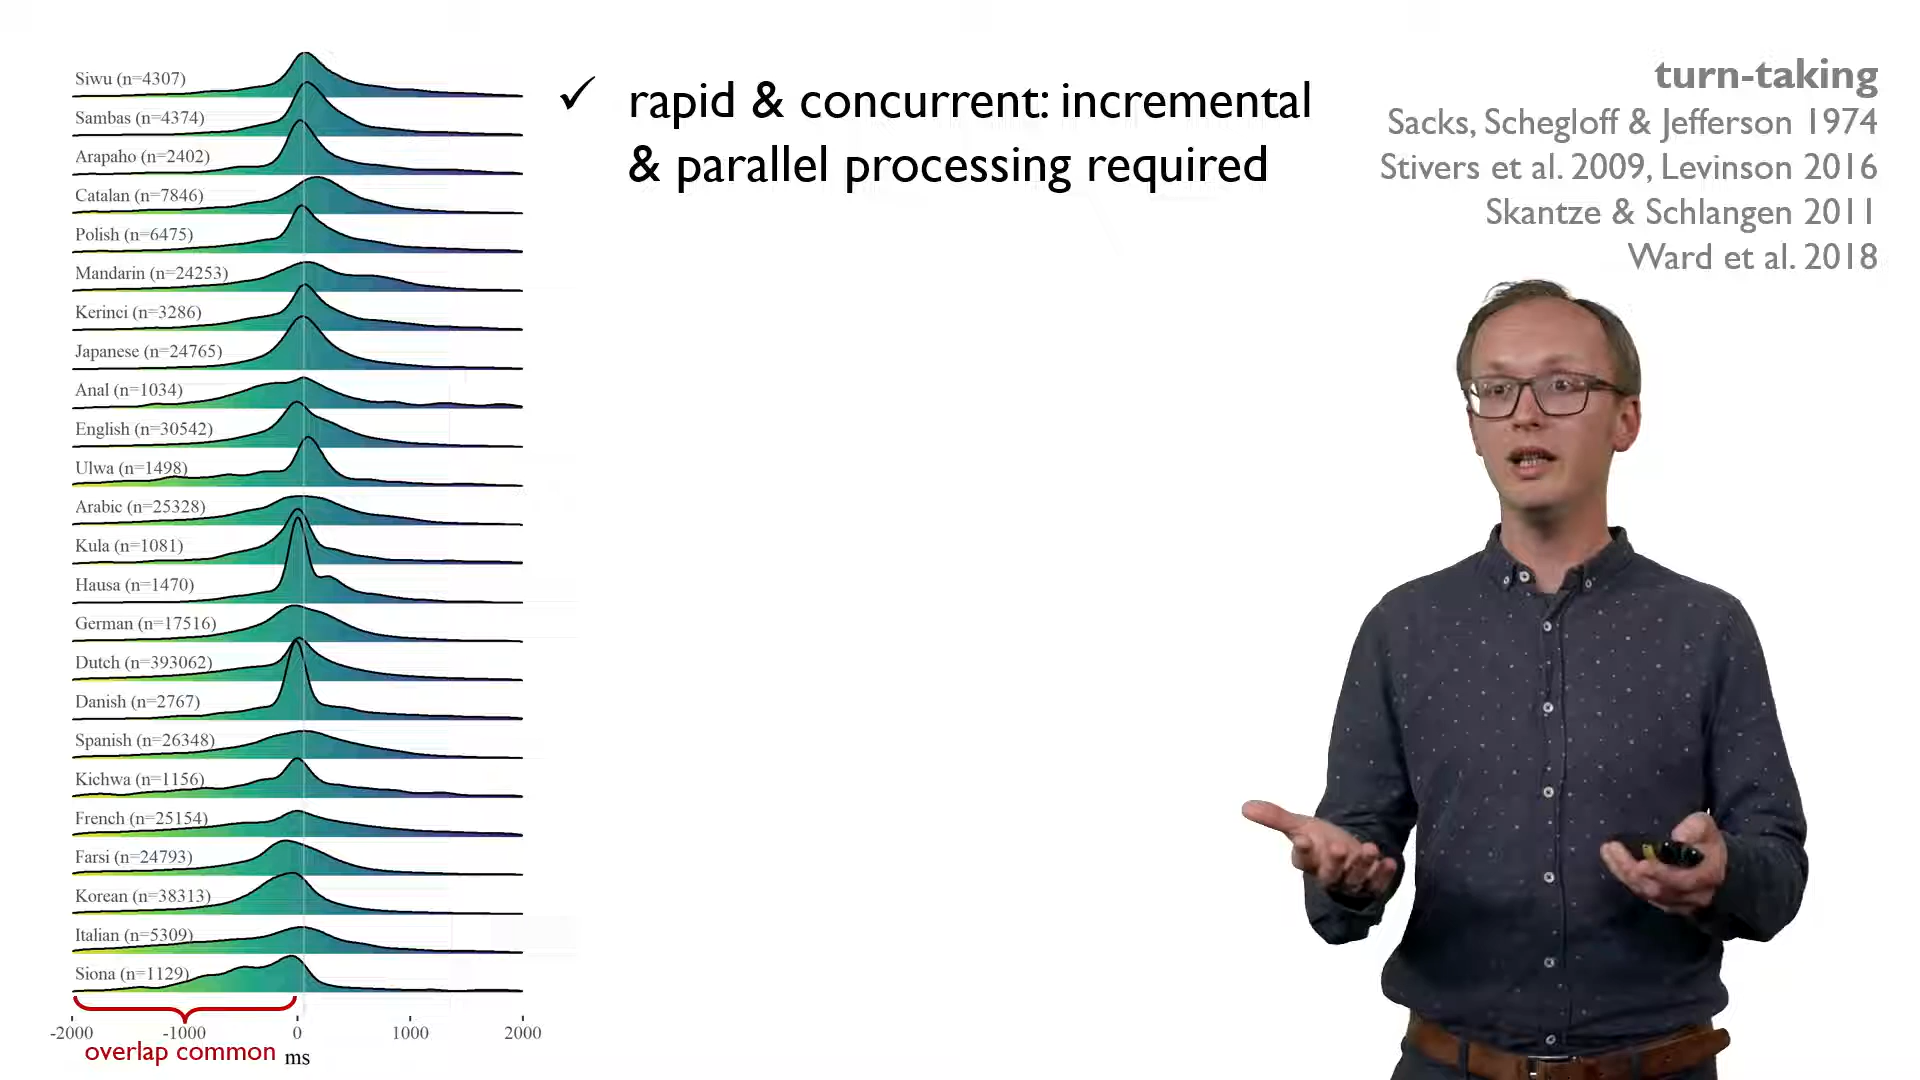 Siwu (n=4307)
Sambas (n=4374)
Arapaho (n=2402)
Catalan (n=7846)
Polish (n=6475)
Mandarin (n=24253)
Kerinci (n=3286)
Japanese (n=24765)
Anal (n=1034)
English (n=30542)
Ulwa (n=1498)
Arabic (n=25328)
Kula (n=1081)
Hausa (n=1470)
German (n=17516)
Dutch (n=393062)
Danish (n=2767)
Spanish (n=26348)
Kichwa (n=1156)
French (n=25154)
Farsi (n=24793)
Korean (n=38313)
Italian (n=5309)
Siona (n=1129)
-2000 -1000 0 1000 2000
overlap common ms
✓ rapid & concurrent: incremental
& parallel processing required
turn-taking
Sacks, Schegloff & Jefferson 1974
Stivers et al. 2009, Levinson 2016
Skantze & Schlangen 2011
Ward et al. 2018